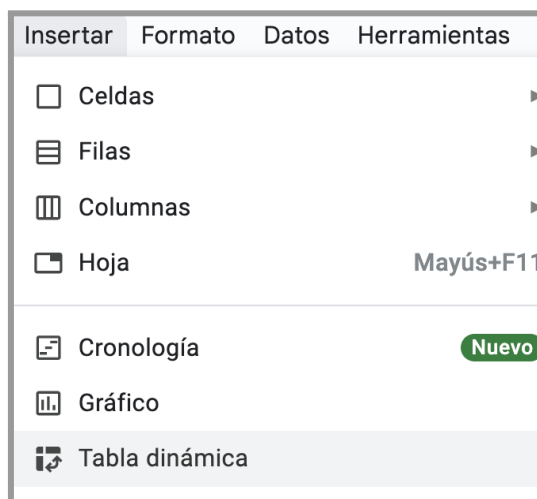 Insertar Formato Datos Herramientas
Celdas
Filas
Columnas
Hoja Mayús+F11
Cronología Nuevo
Gráfico
Tabla dinámica